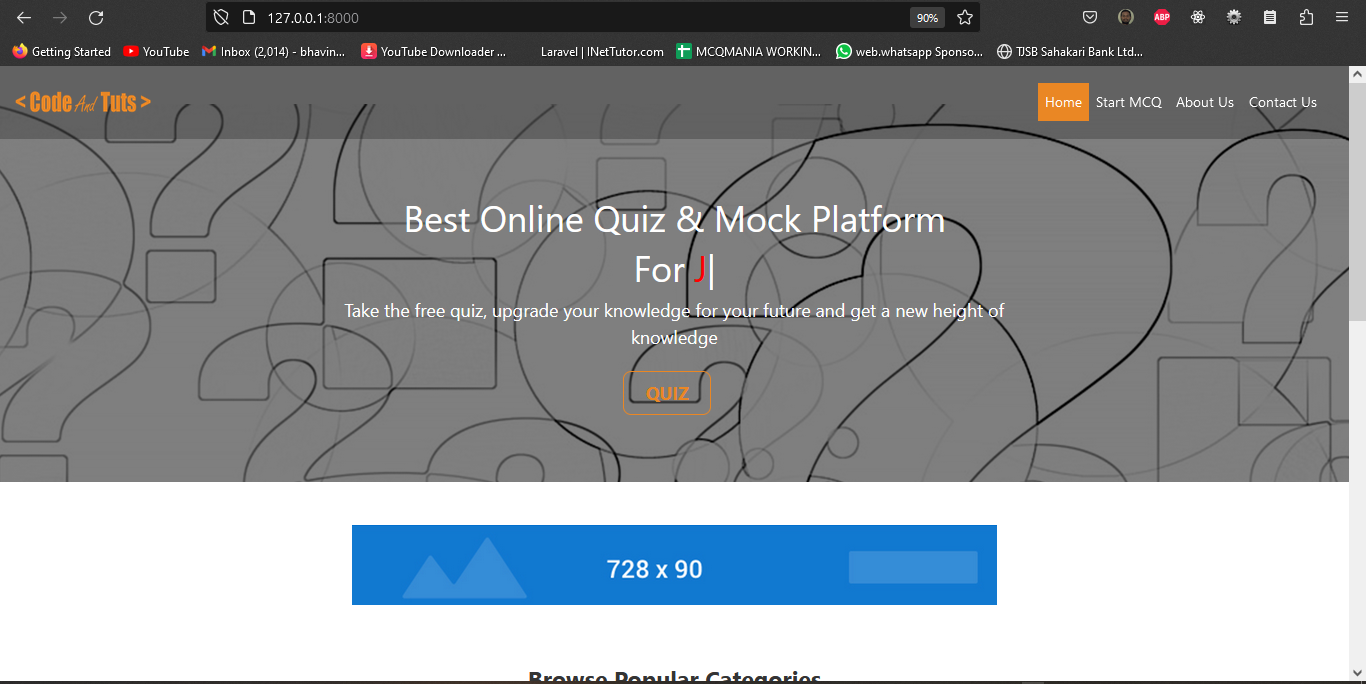 127.0.0.1:8000
90%
ABP
Getting Started
YouTube
Inbox (2,014) - bhavin...
YouTube Downloader ...
Laravel | INetTutor.com
MCQMANIA WORKIN...
web.whatsapp Sponso...
TJSB Sahakari Bank Ltd...
< Code And Tuts >
Home
Start MCQ
About Us
Contact Us
Best Online Quiz & Mock Platform
For J|
Take the free quiz, upgrade your knowledge for your future and get a new height of
knowledge
QUIZ
728 x 90
Browse Popular Categories